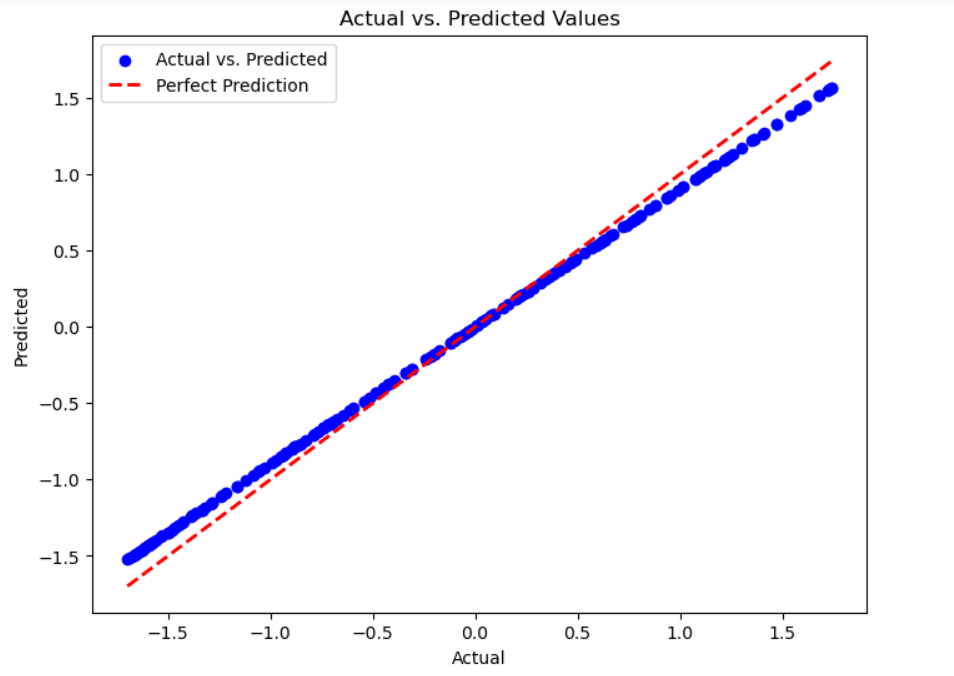 Actual vs. Predicted Values
Actual vs. Predicted
Perfect Prediction
1.5
1.0
0.5
0.0
−0.5
−1.0
−1.5
Predicted
−1.5 −1.0 −0.5 0.0 0.5 1.0 1.5
Actual